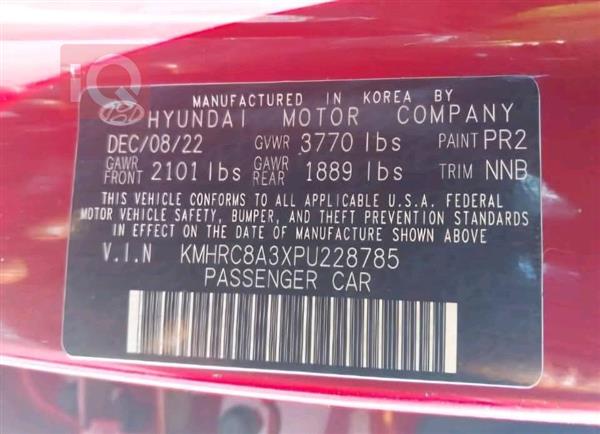 iQ
MANUFACTURED IN KOREA BY
HYUNDAI MOTOR COMPANY
DEC/08/22 GVWR 3770 lbs PAINT PR2
GAWR FRONT 2101 lbs GAWR REAR 1889 lbs TRIM NNB
THIS VEHICLE CONFORMS TO ALL APPLICABLE U.S.A. FEDERAL
MOTOR VEHICLE SAFETY, BUMPER, AND THEFT PREVENTION STANDARDS
IN EFFECT ON THE DATE OF MANUFACTURE SHOWN ABOVE.
V.I.N KMHRC8A3XPU228785
PASSENGER CAR